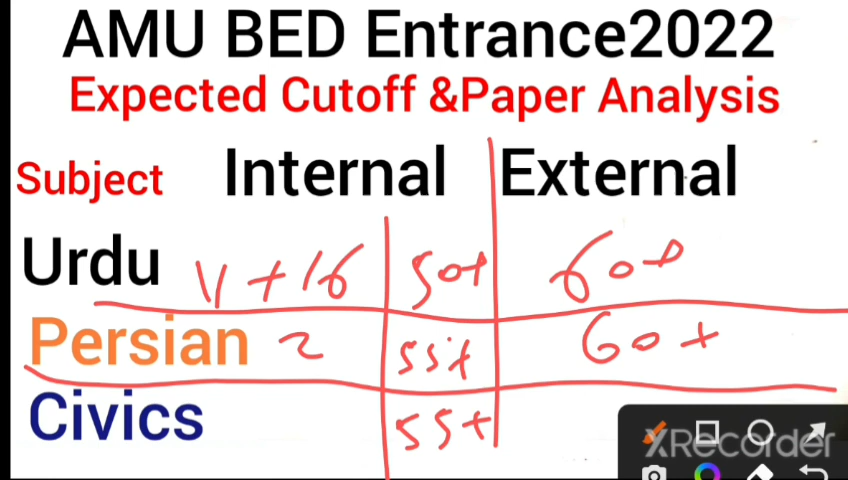 AMU BED Entrance2022
Expected Cutoff &Paper Analysis
Subject Internal External
Urdu 11+16 50+ 60+
Persian 2 55+ 60+
Civics 55+
XRecorder